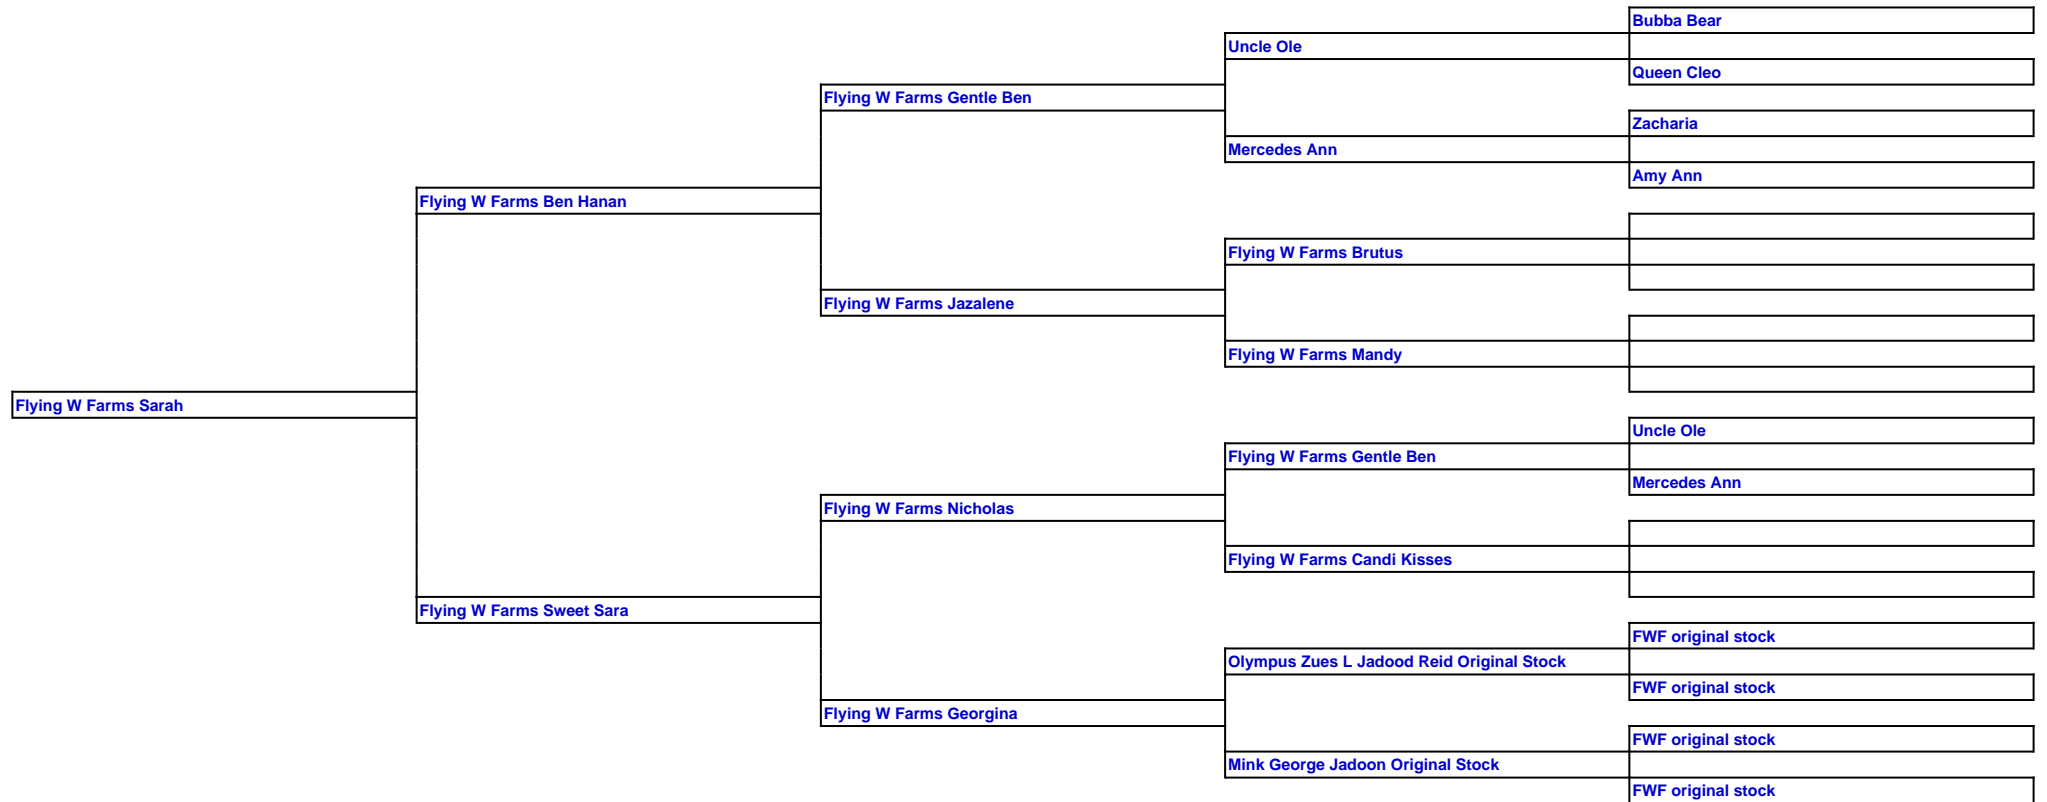 Bubba Bear
Uncle Ole
Queen Cleo
Flying W Farms Gentle Ben
Zacharia
Mercedes Ann
Amy Ann
Flying W Farms Ben Hanan
Flying W Farms Brutus
Flying W Farms Jazalene
Flying W Farms Mandy
Flying W Farms Sarah
Uncle Ole
Flying W Farms Gentle Ben
Mercedes Ann
Flying W Farms Nicholas
Flying W Farms Candi Kisses
Flying W Farms Sweet Sara
FWF original stock
Olympus Zues L Jadood Reid Original Stock
FWF original stock
Flying W Farms Georgina
FWF original stock
Mink George Jadoon Original Stock
FWF original stock